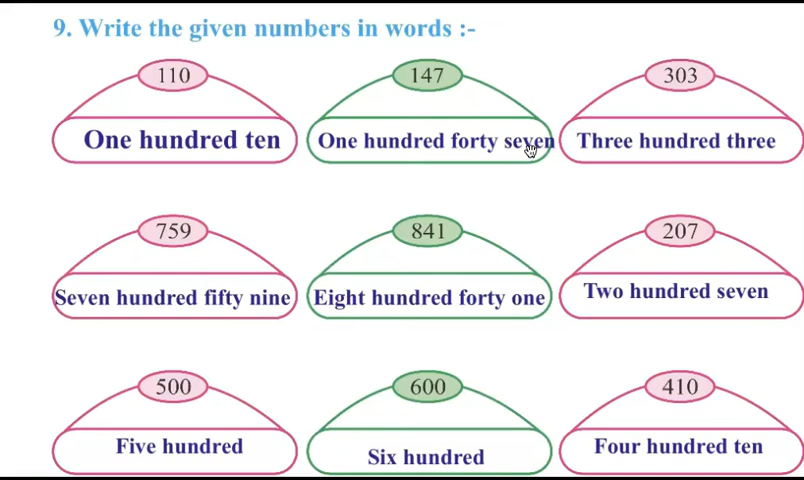 9. Write the given numbers in words :-
110 147 303
One hundred ten One hundred forty seven Three hundred three
759 841 207
Seven hundred fifty nine Eight hundred forty one Two hundred seven
500 600 410
Five hundred Six hundred Four hundred ten